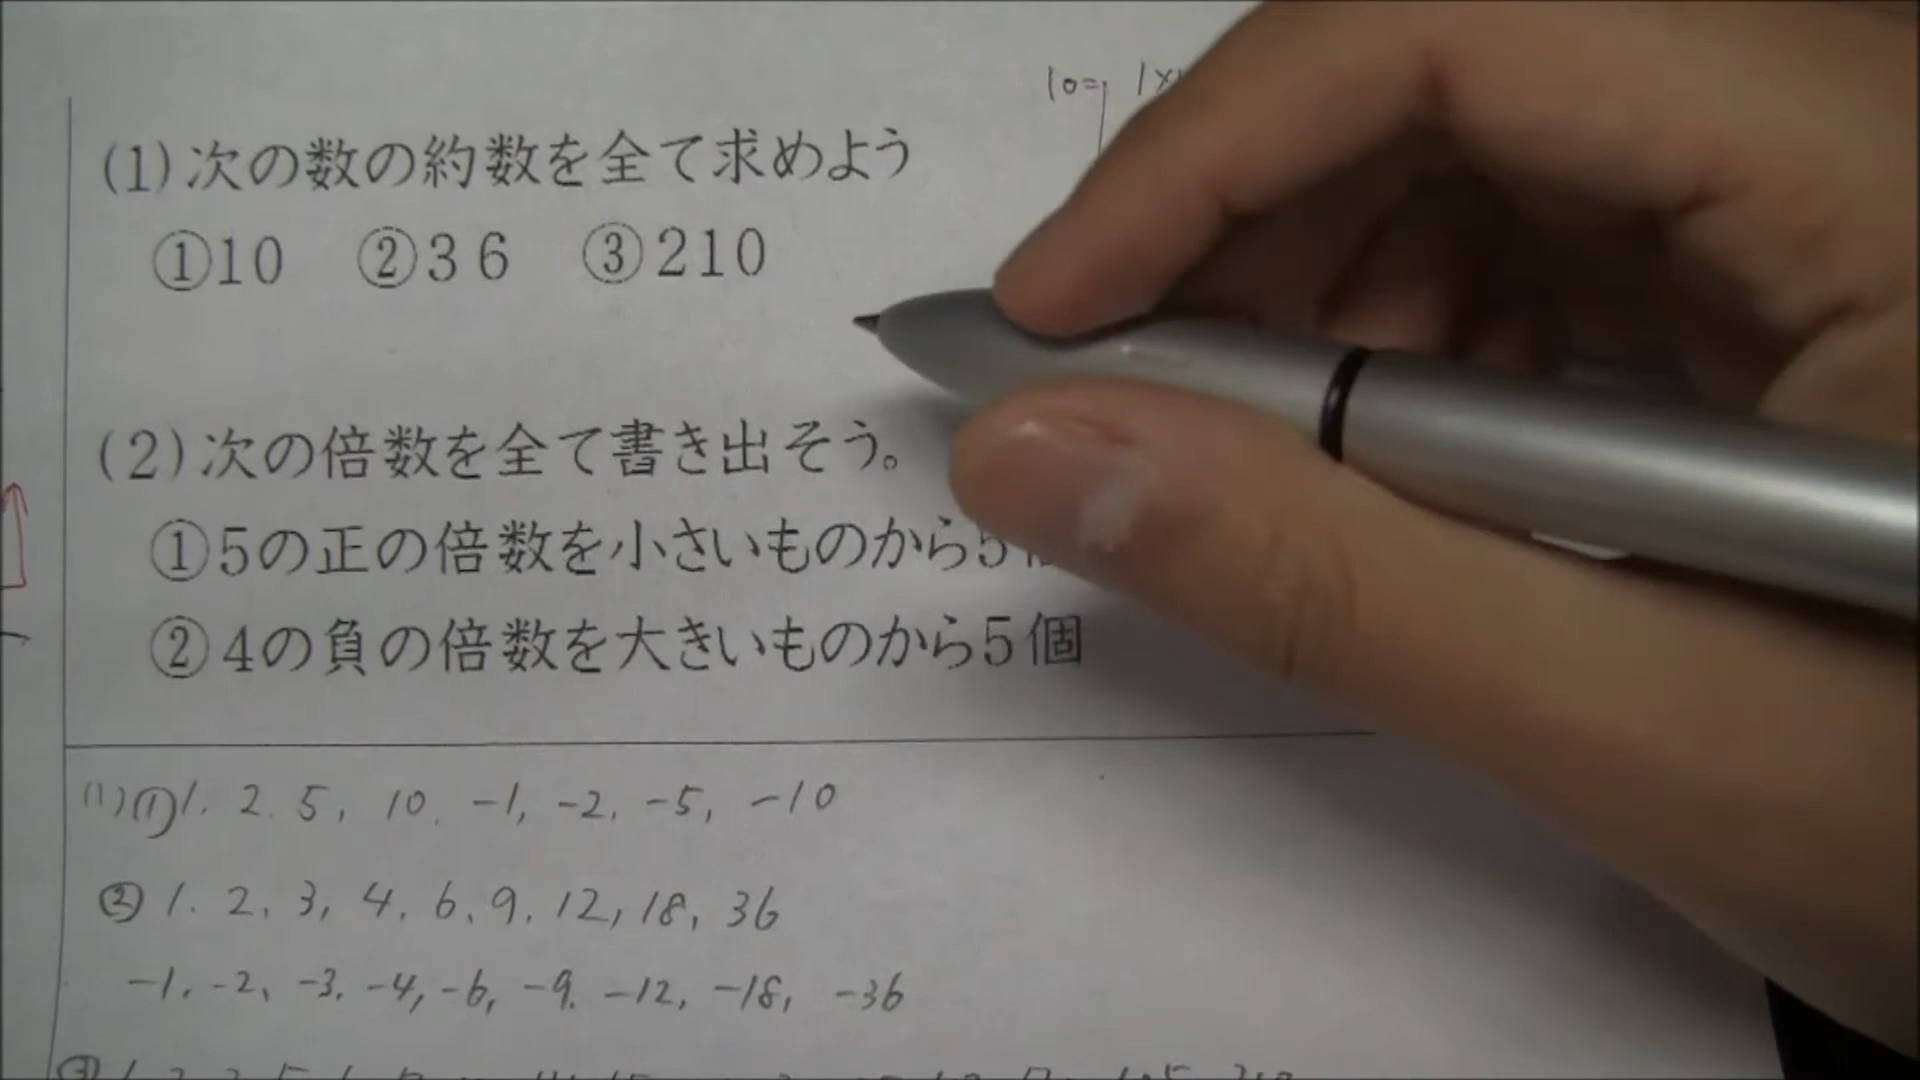 10= 1×
(1)次の数の約数を全て求めよう
①10 ②36 ③210
(2)次の倍数を全て書き出そう。
①5の正の倍数を小さいものから5
②4の負の倍数を大きいものから5個
(1)①1. 2. 5, 10. -1, -2, -5, -10
② 1. 2, 3, 4, 6, 9, 12, 18, 36
-1. -2, -3, -4, -6, -9. -12, -18, -36